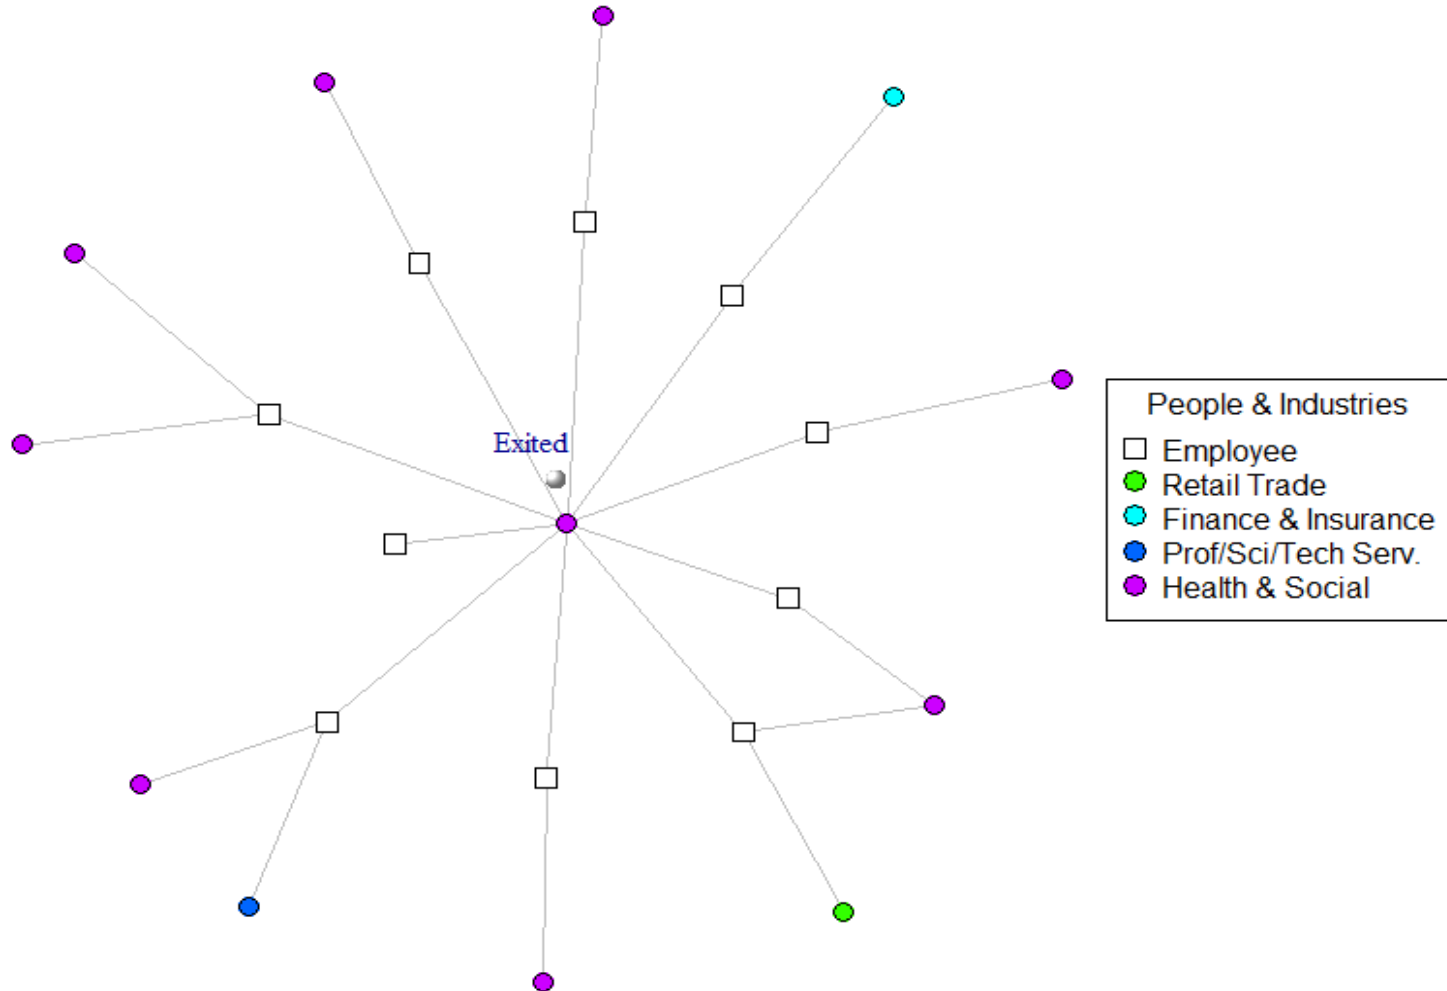 Exited
People & Industries
Employee
Retail Trade
Finance & Insurance
Prof/Sci/Tech Serv.
Health & Social